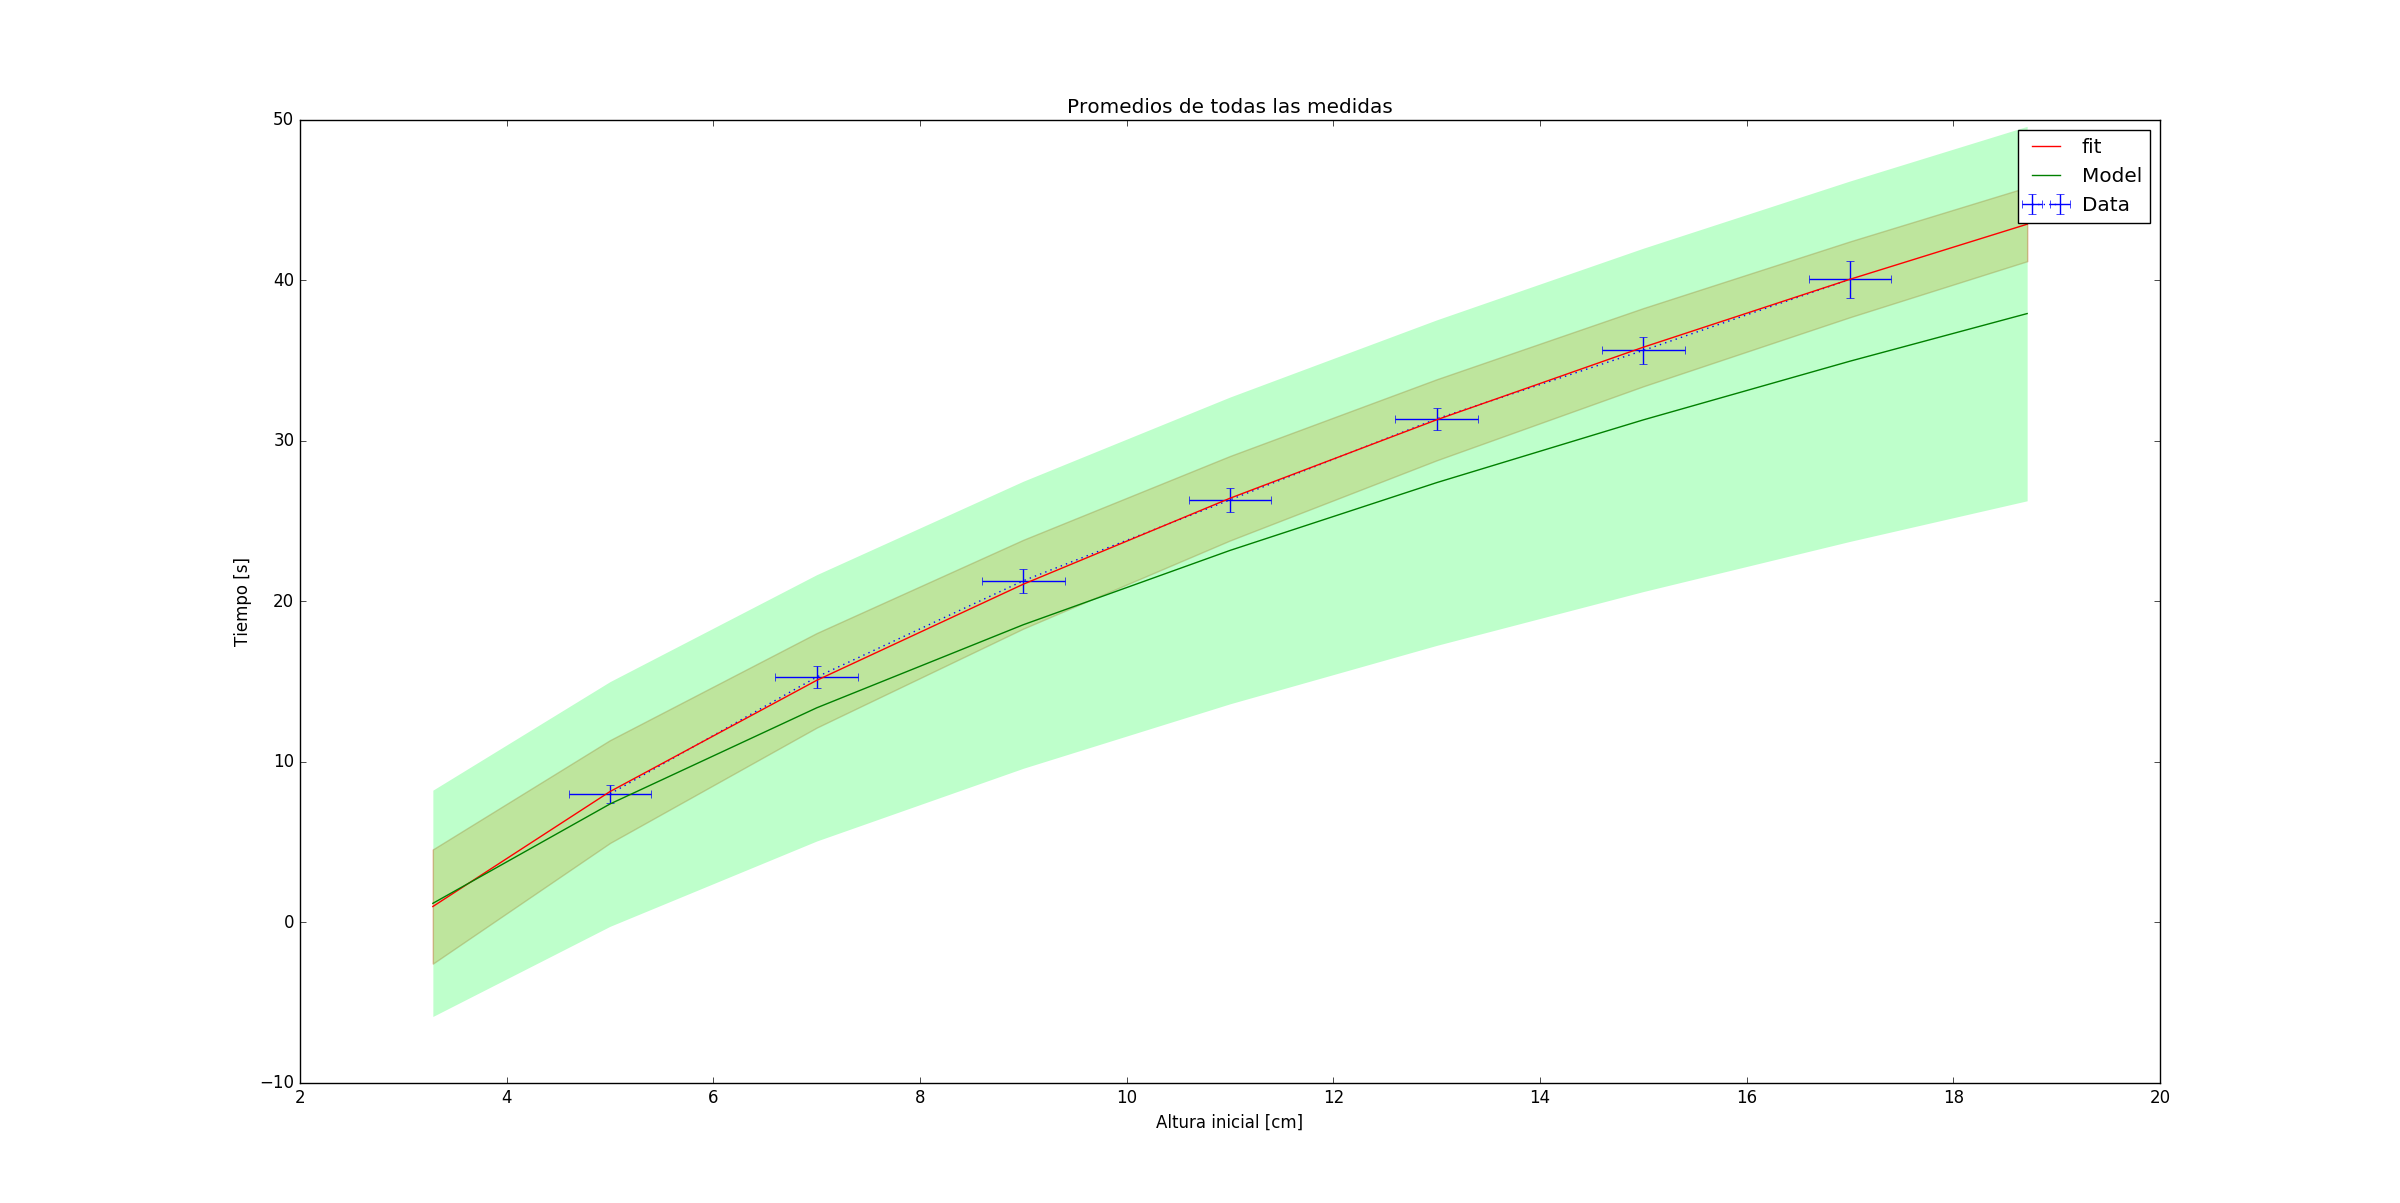 Promedios de todas las medidas
50
40
30
20
10
0
−10
Tiempo [s]
fit
Model
Data
2 4 6 8 10 12 14 16 18 20
Altura inicial [cm]